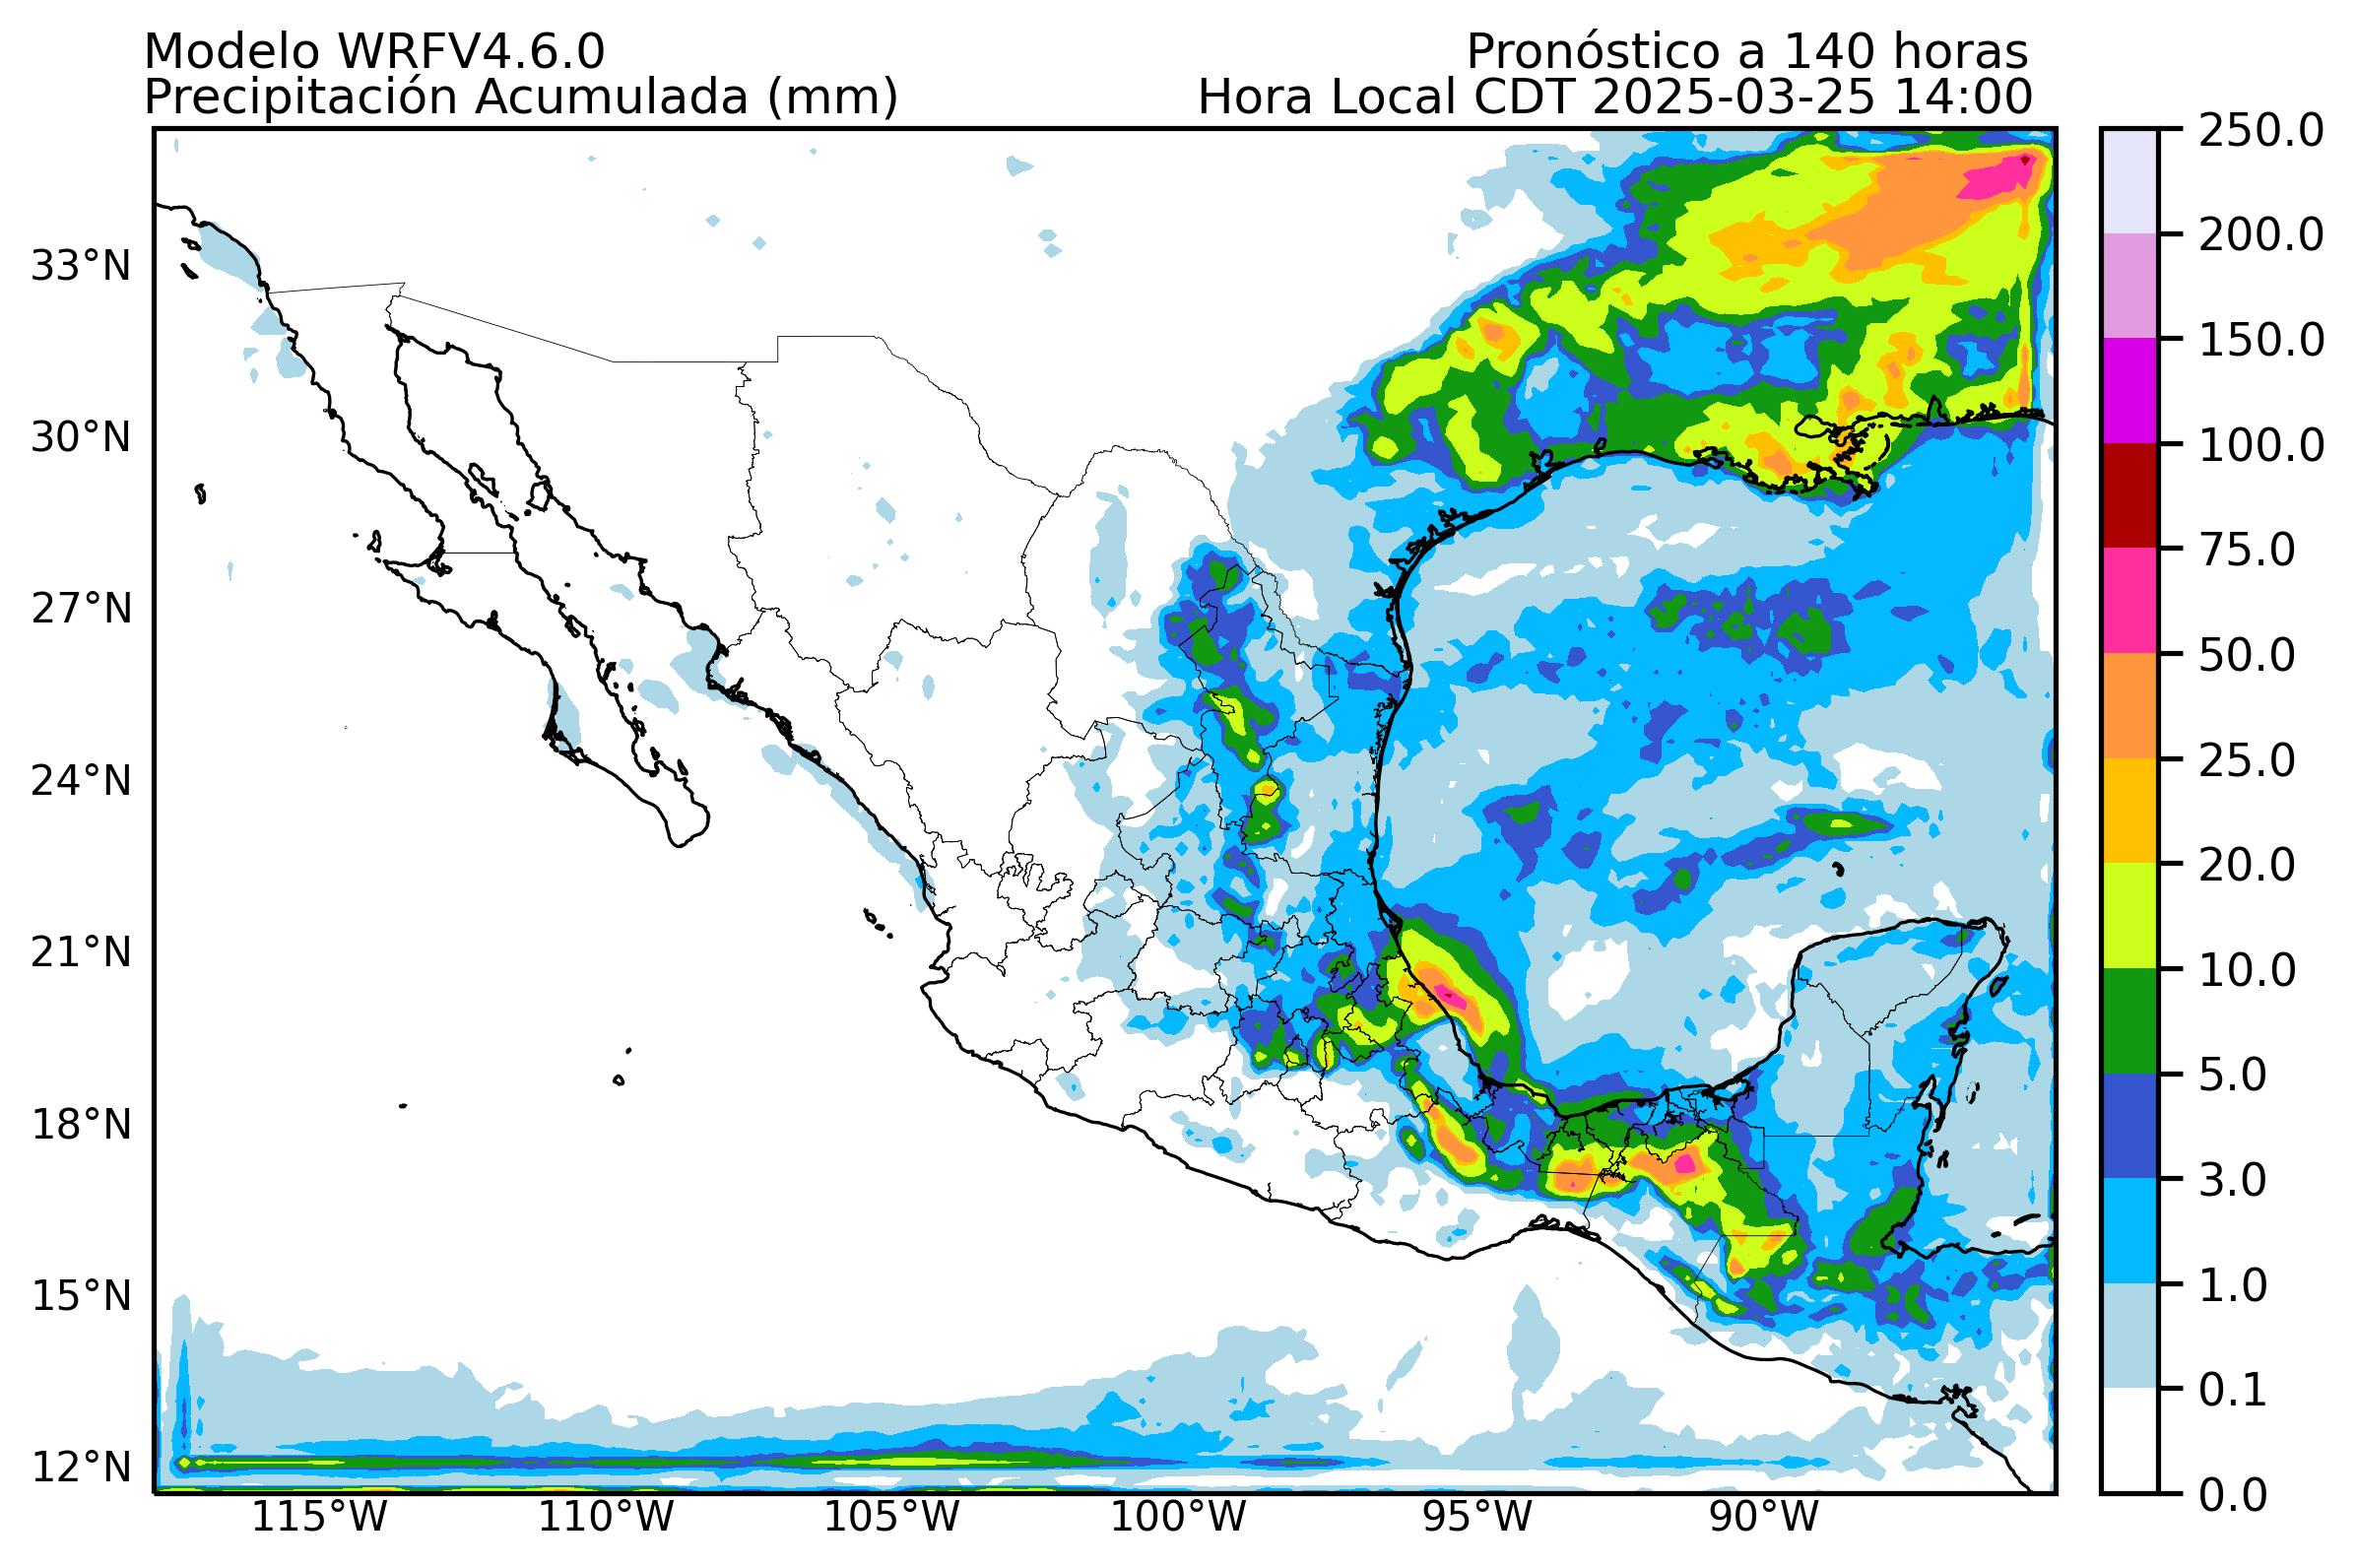 Modelo WRFV4.6.0
Pronóstico a 140 horas
Precipitación Acumulada (mm)
Hora Local CDT 2025-03-25 14:00
33°N
30°N
27°N
24°N
21°N
18°N
15°N
12°N
115°W
110°W
105°W
100°W
95°W
90°W
250.0
200.0
150.0
100.0
75.0
50.0
25.0
20.0
10.0
5.0
3.0
1.0
0.1
0.0